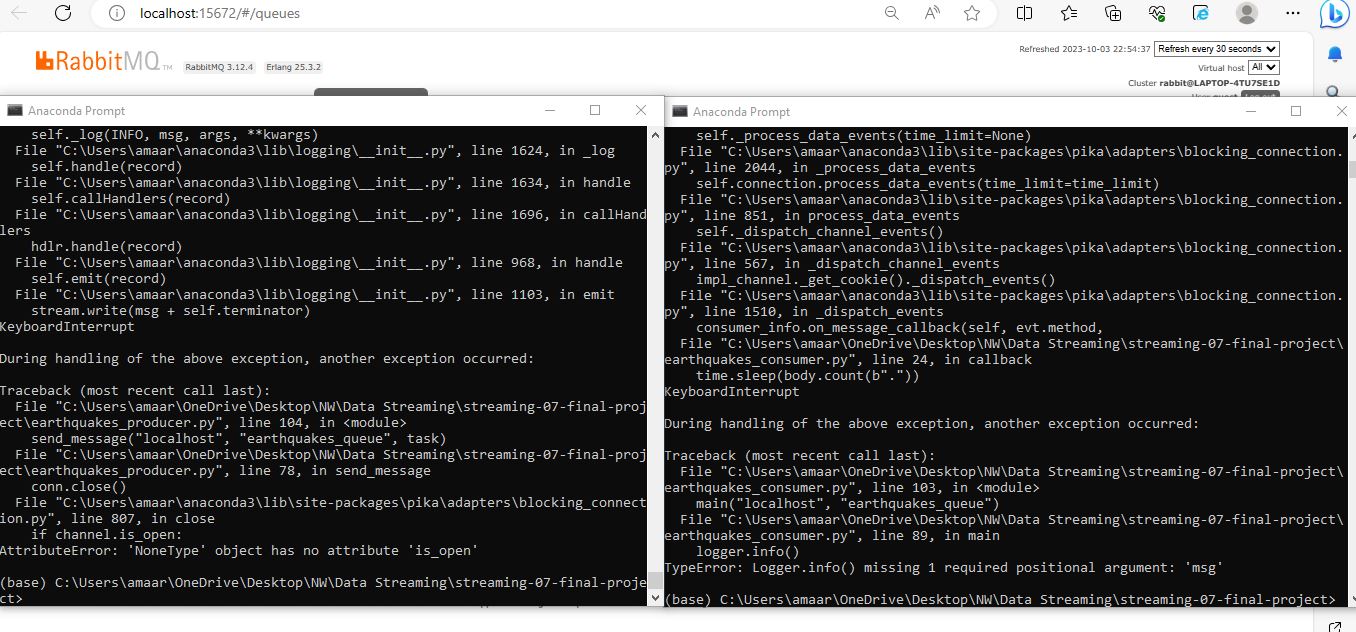 localhost:15672/#/queues
Refreshed 2023-10-03 22:54:37 Refresh every 30 seconds
RabbitMQ TM RabbitMQ 3.12.4 Erlang 25.3.2
Virtual host All
Cluster rabbit@LAPTOP-4TU7SE1D
Anaconda Prompt
self._log(INFO, msg, args, **kwargs)
File "C:\Users\amaar\anaconda3\lib\logging\__init__.py", line 1624, in _log
self.handle(record)
File "C:\Users\amaar\anaconda3\lib\logging\__init__.py", line 1634, in handle
self.callHandlers(record)
File "C:\Users\amaar\anaconda3\lib\logging\__init__.py", line 1696, in callHand
lers
hdlr.handle(record)
File "C:\Users\amaar\anaconda3\lib\logging\__init__.py", line 968, in handle
self.emit(record)
File "C:\Users\amaar\anaconda3\lib\logging\__init__.py", line 1103, in emit
stream.write(msg + self.terminator)
KeyboardInterrupt
During handling of the above exception, another exception occurred:
Traceback (most recent call last):
File "C:\Users\amaar\OneDrive\Desktop\NW\Data Streaming\streaming-07-final-proj
ect\earthquakes_producer.py", line 104, in <module>
send_message("localhost", "earthquakes_queue", task)
File "C:\Users\amaar\OneDrive\Desktop\NW\Data Streaming\streaming-07-final-proj
ect\earthquakes_producer.py", line 78, in send_message
conn.close()
File "C:\Users\amaar\anaconda3\lib\site-packages\pika\adapters\blocking_connect
ion.py", line 807, in close
if channel.is_open:
AttributeError: 'NoneType' object has no attribute 'is_open'
(base) C:\Users\amaar\OneDrive\Desktop\NW\Data Streaming\streaming-07-final-proje
ct>
Anaconda Prompt
self._process_data_events(time_limit=None)
File "C:\Users\amaar\anaconda3\lib\site-packages\pika\adapters\blocking_connection.
py", line 2044, in _process_data_events
self.connection.process_data_events(time_limit=time_limit)
File "C:\Users\amaar\anaconda3\lib\site-packages\pika\adapters\blocking_connection.
py", line 851, in process_data_events
self._dispatch_channel_events()
File "C:\Users\amaar\anaconda3\lib\site-packages\pika\adapters\blocking_connection.
py", line 567, in _dispatch_channel_events
impl_channel._get_cookie()._dispatch_events()
File "C:\Users\amaar\anaconda3\lib\site-packages\pika\adapters\blocking_connection.
py", line 1510, in _dispatch_events
consumer_info.on_message_callback(self, evt.method,
File "C:\Users\amaar\OneDrive\Desktop\NW\Data Streaming\streaming-07-final-project\
earthquakes_consumer.py", line 24, in callback
time.sleep(body.count(b"."))
KeyboardInterrupt
During handling of the above exception, another exception occurred:
Traceback (most recent call last):
File "C:\Users\amaar\OneDrive\Desktop\NW\Data Streaming\streaming-07-final-project\
earthquakes_consumer.py", line 103, in <module>
main("localhost", "earthquakes_queue")
File "C:\Users\amaar\OneDrive\Desktop\NW\Data Streaming\streaming-07-final-project\
earthquakes_consumer.py", line 89, in main
logger.info()
TypeError: Logger.info() missing 1 required positional argument: 'msg'
(base) C:\Users\amaar\OneDrive\Desktop\NW\Data Streaming\streaming-07-final-project>